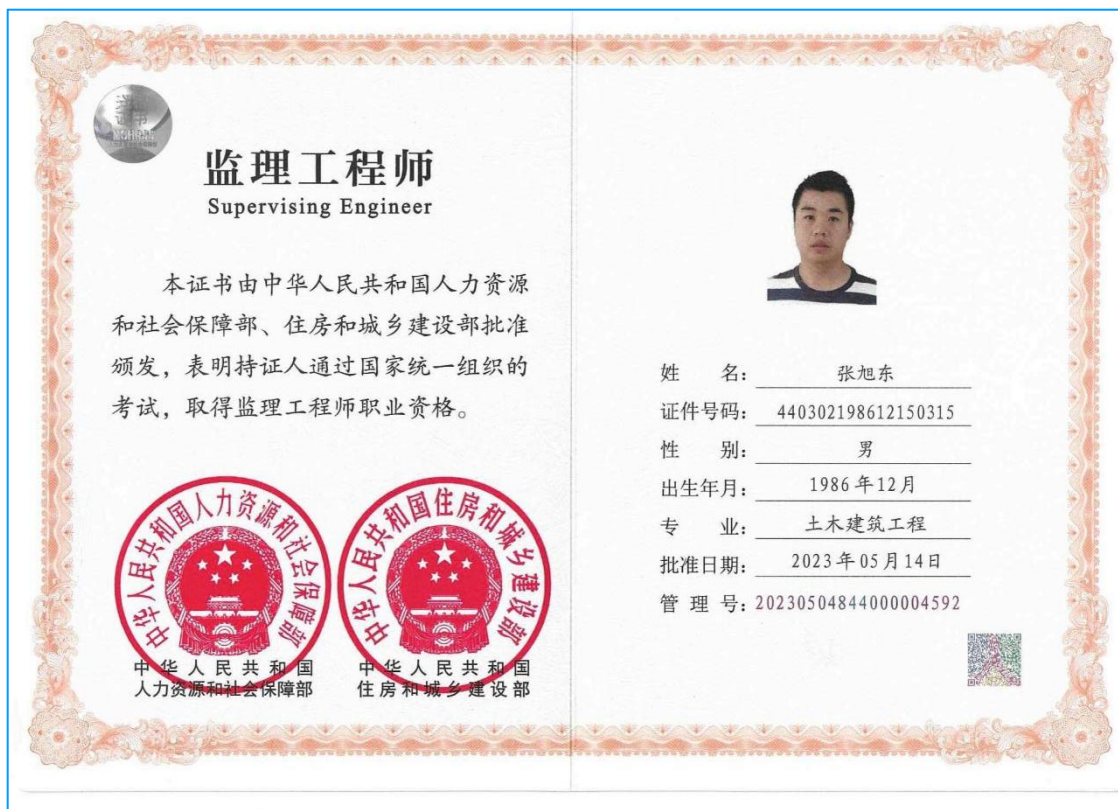 监理工程师
Supervising Engineer
本证书由中华人民共和国人力资源
和社会保障部、住房和城乡建设部批准
颁发，表明持证人通过国家统一组织的
考试，取得监理工程师职业资格。
中华人民共和国人力资源和社会保障部
中华人民共和国住房和城乡建设部
中华人民共和国
人力资源和社会保障部
中华人民共和国
住房和城乡建设部
姓名：张旭东
证件号码：440302198612150315
性别：男
出生年月：1986年12月
专业：土木建筑工程
批准日期：2023年05月14日
管理号：20230504844000004592